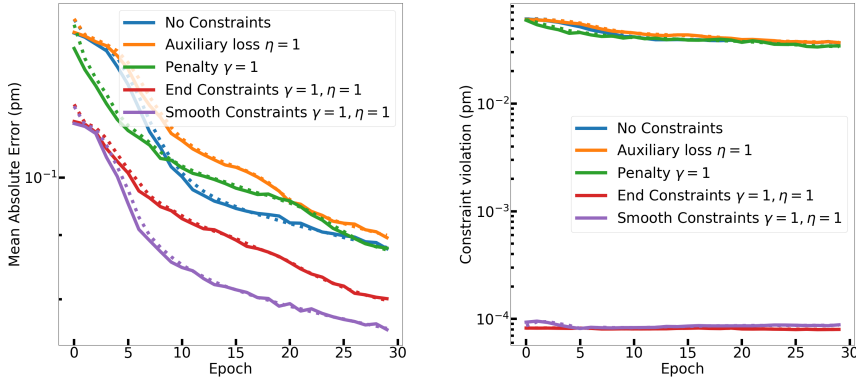 Mean Absolute Error (pm)
10⁻¹
No Constraints
Auxiliary loss η = 1
Penalty γ = 1
End Constraints γ = 1, η = 1
Smooth Constraints γ = 1, η = 1
0 5 10 15 20 25 30
Epoch
Constraint violation (pm)
10⁻²
10⁻³
10⁻⁴
No Constraints
Auxiliary loss η = 1
Penalty γ = 1
End Constraints γ = 1, η = 1
Smooth Constraints γ = 1, η = 1
0 10 20 30
Epoch